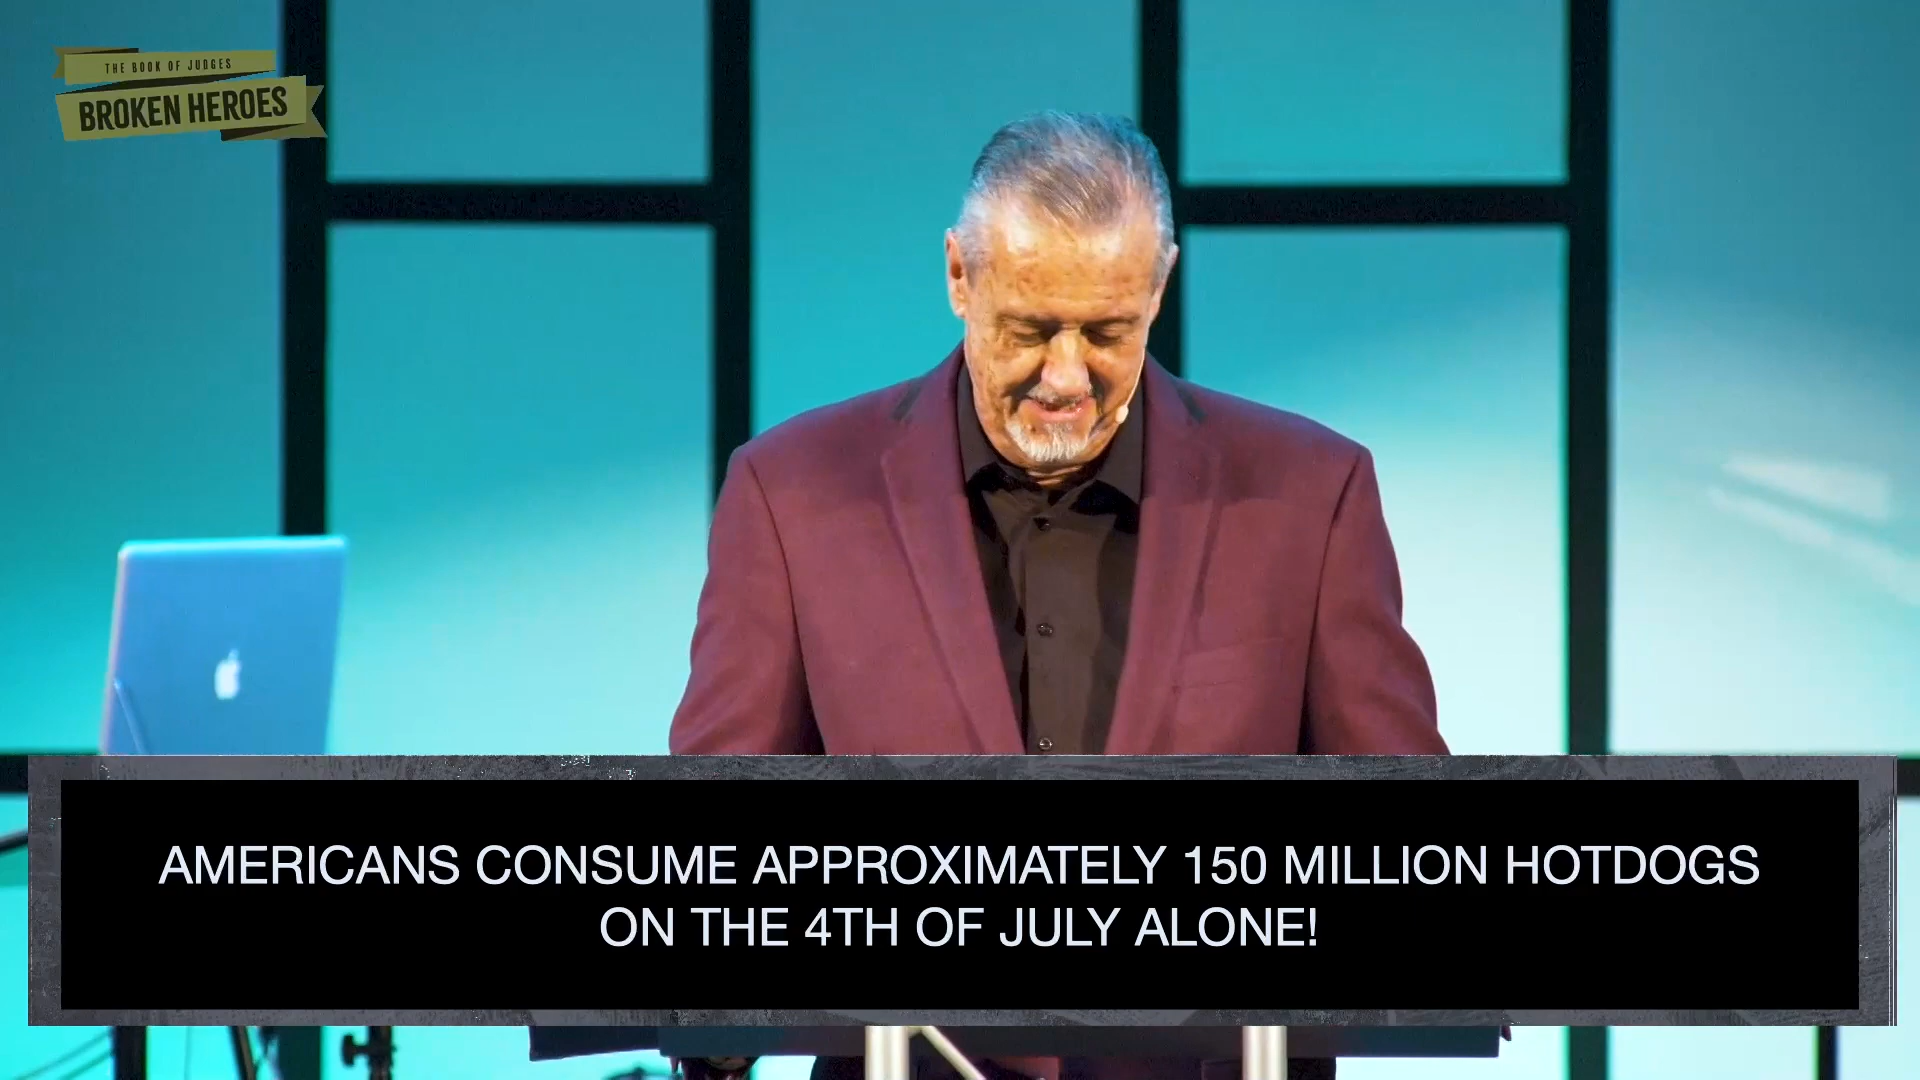 THE BOOK OF JUDGES
BROKEN HEROES
AMERICANS CONSUME APPROXIMATELY 150 MILLION HOTDOGS
ON THE 4TH OF JULY ALONE!